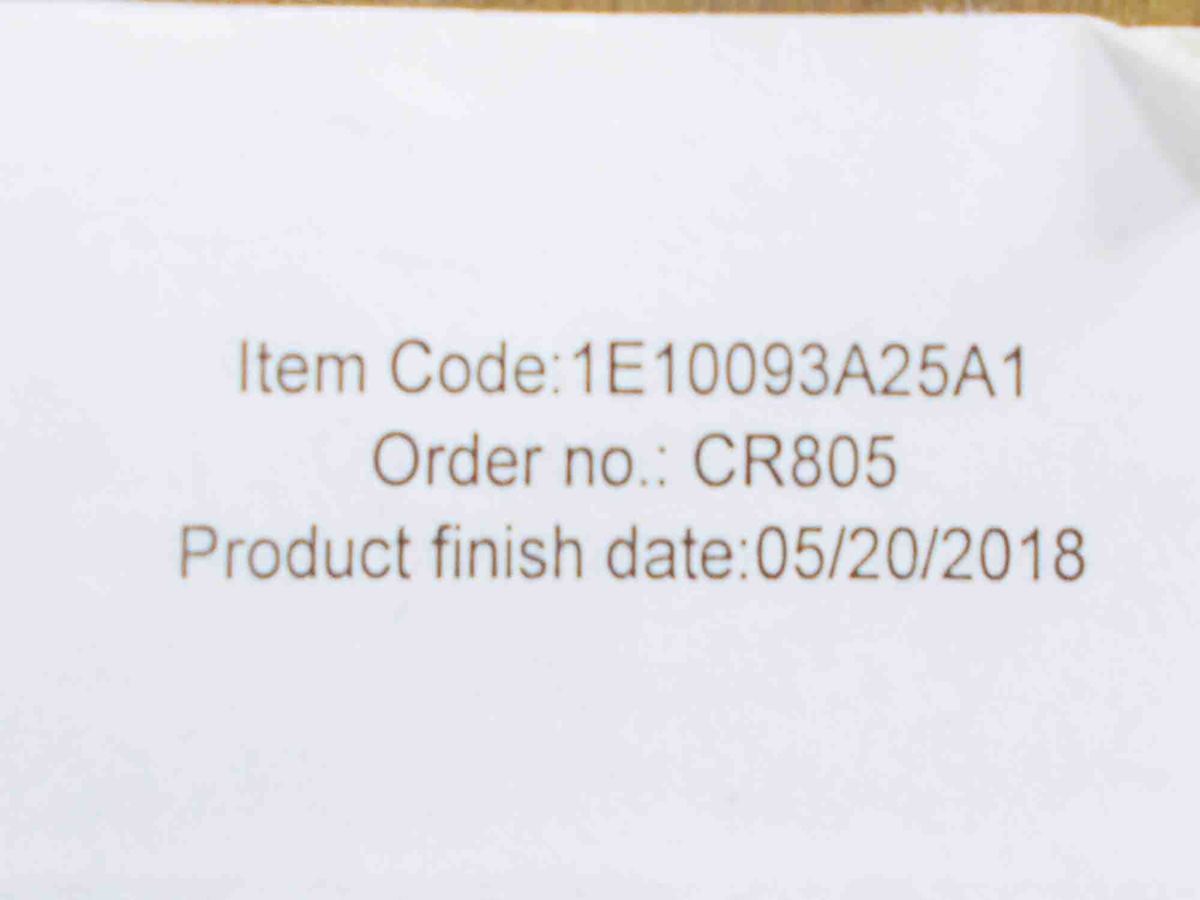 Item Code:1E10093A25A1
Order no.: CR805
Product finish date:05/20/2018